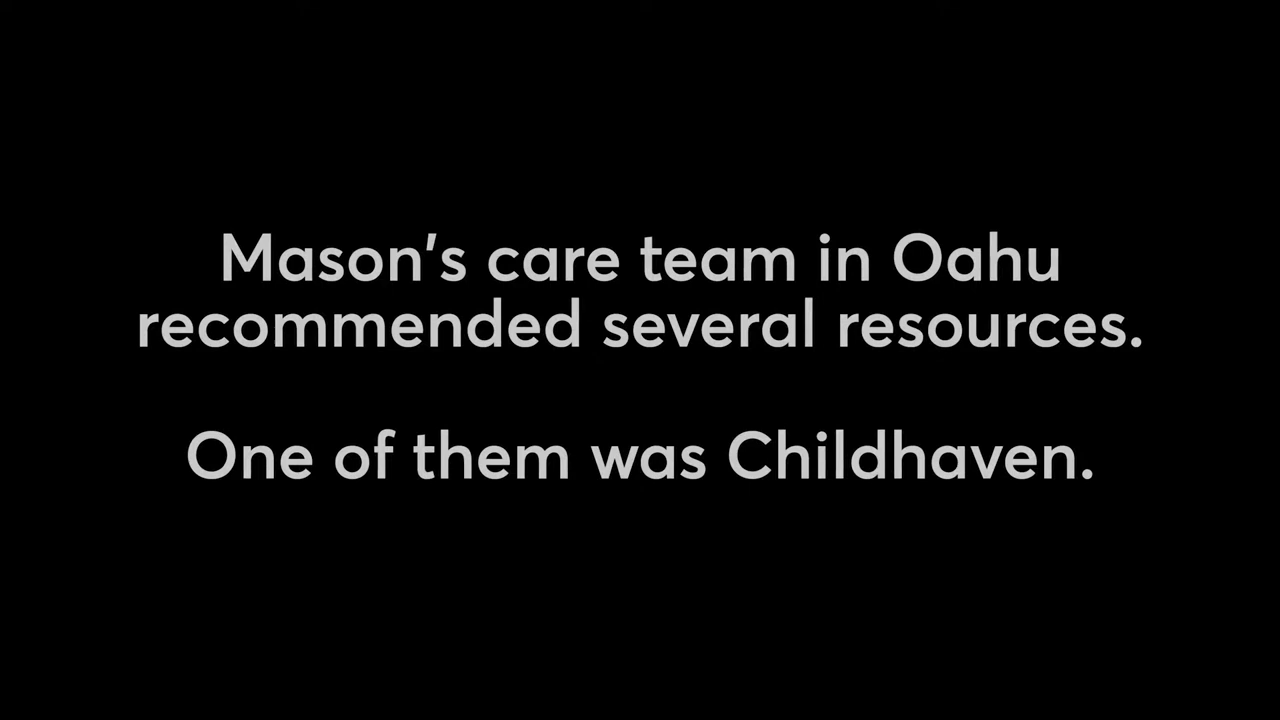 Mason's care team in Oahu
recommended several resources.
One of them was Childhaven.